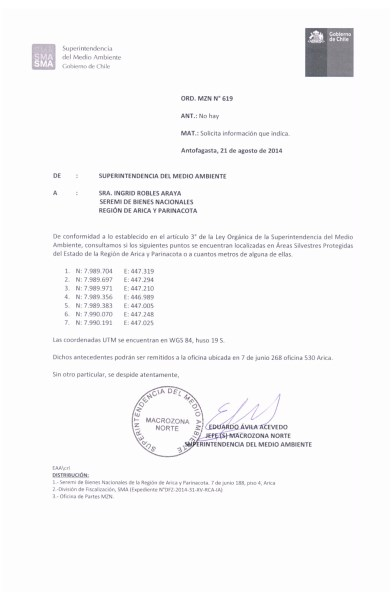 SMA
SMA
Superintendencia
del Medio Ambiente
Gobierno de Chile
Gobierno
de Chile
ORD. MZN N° 619
ANT.: No hay
MAT.: Solicita información que indica.
Antofagasta, 21 de agosto de 2014
DE : SUPERINTENDENCIA DEL MEDIO AMBIENTE
A : SRA. INGRID ROBLES ARAYA
SEREMI DE BIENES NACIONALES
REGIÓN DE ARICA Y PARINACOTA
De conformidad a lo establecido en el artículo 3° de la Ley Orgánica de la Superintendencia del Medio
Ambiente, consultamos si los siguientes puntos se encuentran localizadas en Áreas Silvestres Protegidas
del Estado de la Región de Arica y Parinacota o a cuantos metros de alguna de ellas.
1. N: 7.989.704 E: 447.319
2. N: 7.989.697 E: 447.294
3. N: 7.989.971 E: 447.210
4. N: 7.989.356 E: 446.989
5. N: 7.989.383 E: 447.005
6. N: 7.990.070 E: 447.248
7. N: 7.990.191 E: 447.025
Las coordenadas UTM se encuentran en WGS 84, huso 19 S.
Dichos antecedentes podrán ser remitidos a la oficina ubicada en 7 de junio 268 oficina 530 Arica.
Sin otro particular, se despide atentamente,
SUPERINTENDENCIA DEL MEDIO AMBIENTE
MACROZONA
NORTE
EDUARDO ÁVILA ACEVEDO
JEFE (S) MACROZONA NORTE
SUPERINTENDENCIA DEL MEDIO AMBIENTE
DISTRIBUCIÓN:
1.- Seremi de Bienes Nacionales de la Región de Arica y Parinacota. 7 de junio 188, piso 4, Arica
2.-División de Fiscalización, SMA (Expediente N°DFZ-2014-31-XV-RCA-IA)
3.- Oficina de Partes MZN.